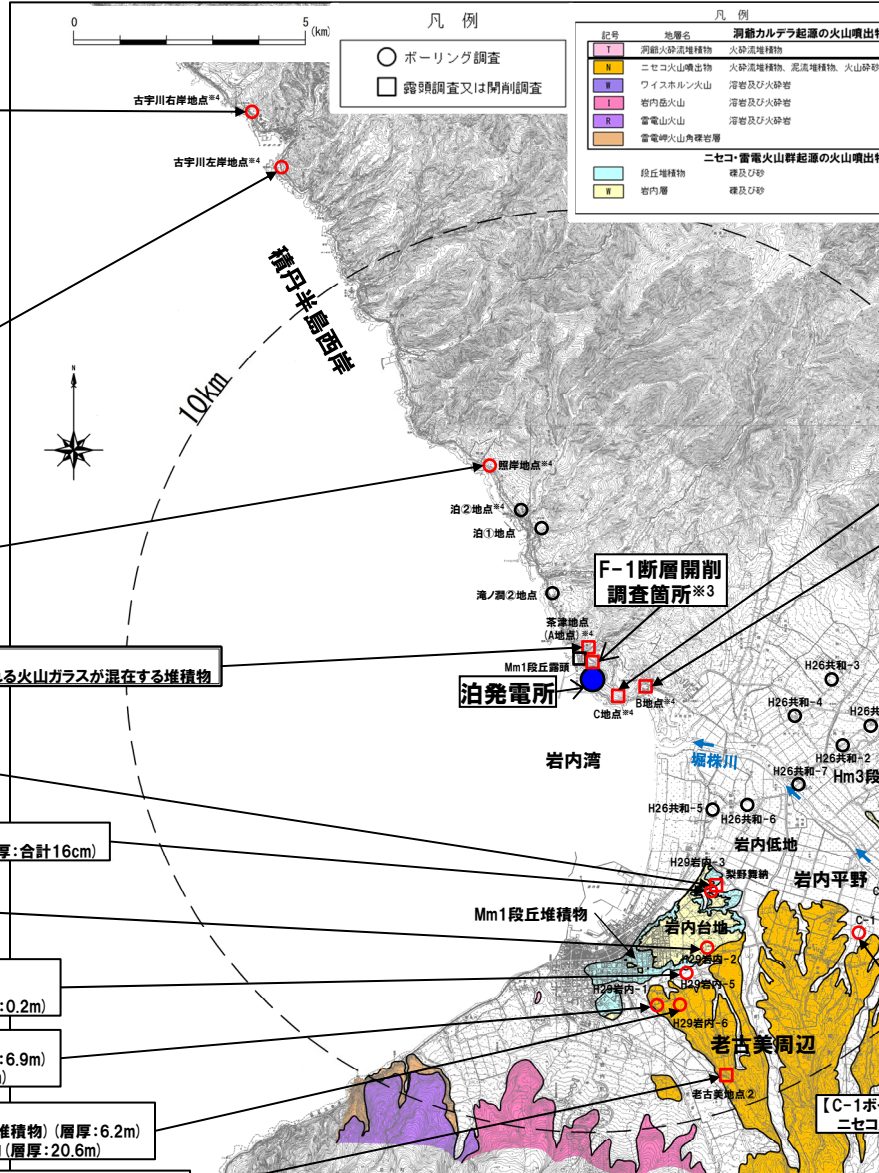 0
5
(km)
凡 例
ボーリング調査
露頭調査又は開削調査
凡 例
記号 地層名 洞爺カルデラ起源の火山噴出物
T 洞爺火砕流堆積物 火砕流堆積物
N ニセコ火山噴出物 火砕流堆積物、泥流堆積物、火山砕
W ワイスホルン火山 溶岩及び火砕岩
I 岩内岳火山 溶岩及び火砕岩
R 雷電山火山 溶岩及び火砕岩
雷電岬火山角礫岩層
ニセコ・雷電火山群起源の火山噴出物
段丘堆積物 礫及び砂
W 岩内層 礫及び砂
古宇川右岸地点※4
古宇川左岸地点※4
積丹半島西岸
10km
N
照岸地点※4
泊②地点※4
泊①地点
滝ノ澗②地点
F-1断層開削
調査箇所※3
茶津地点
(A地点)※4
Mm1段丘露頭
れる火山ガラスが混在する堆積物
泊発電所
C地点※4
B地点※4
H26共和-3
H26共和-4
H26共
H26共和-2
岩内湾
堀株川
H26共和-7
Hm3段
H26共和-5
H26共和-6
岩内低地
厚:合計16cm)
H29岩内-3
梨野舞納
岩内平野
Mm1段丘堆積物
岩内台地
C-1
H29岩内-2
H29岩内-5
H29岩内-1
:0.2m)
H29岩内-6
老古美周辺
:6.9m)
老古美地点②
【C-1ボー
ニセコ
堆積物)(層厚:6.2m)
(層厚:20.6m)